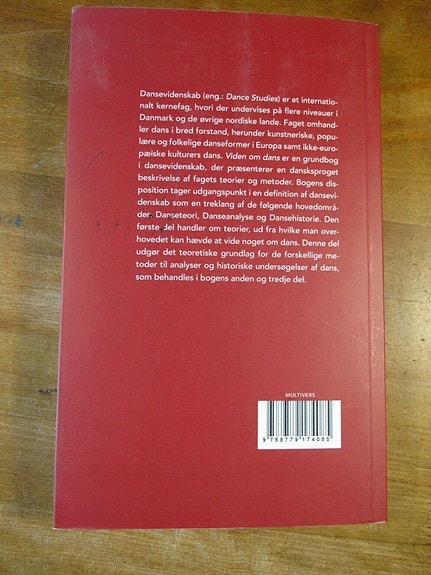 Dansevidenskab (eng.: Dance Studies) er et internatio-
nalt kernefag, hvori der undervises på flere niveauer i
Danmark og de øvrige nordiske lande. Faget omhand-
ler dans i bred forstand, herunder kunstneriske, popu-
lære og folkelige danseformer i Europa samt ikke-euro-
pæiske kulturers dans. Viden om dans er en grundbog
i dansevidenskab, der præsenterer en dansksproget
beskrivelse af fagets teorier og metoder. Bogens dis-
position tager udgangspunkt i en definition af dansevi-
denskab som en treklang af de følgende hovedområ-
der: Danseteori, Danseanalyse og Dansehistorie. Den
første del handler om teorier, ud fra hvilke man over-
hovedet kan hævde at vide noget om dans. Denne del
udgør det teoretiske grundlag for de forskellige me-
toder til analyser og historiske undersøgelser af dans,
som behandles i bogens anden og tredje del.
MULTIVERS
9 788779 174085